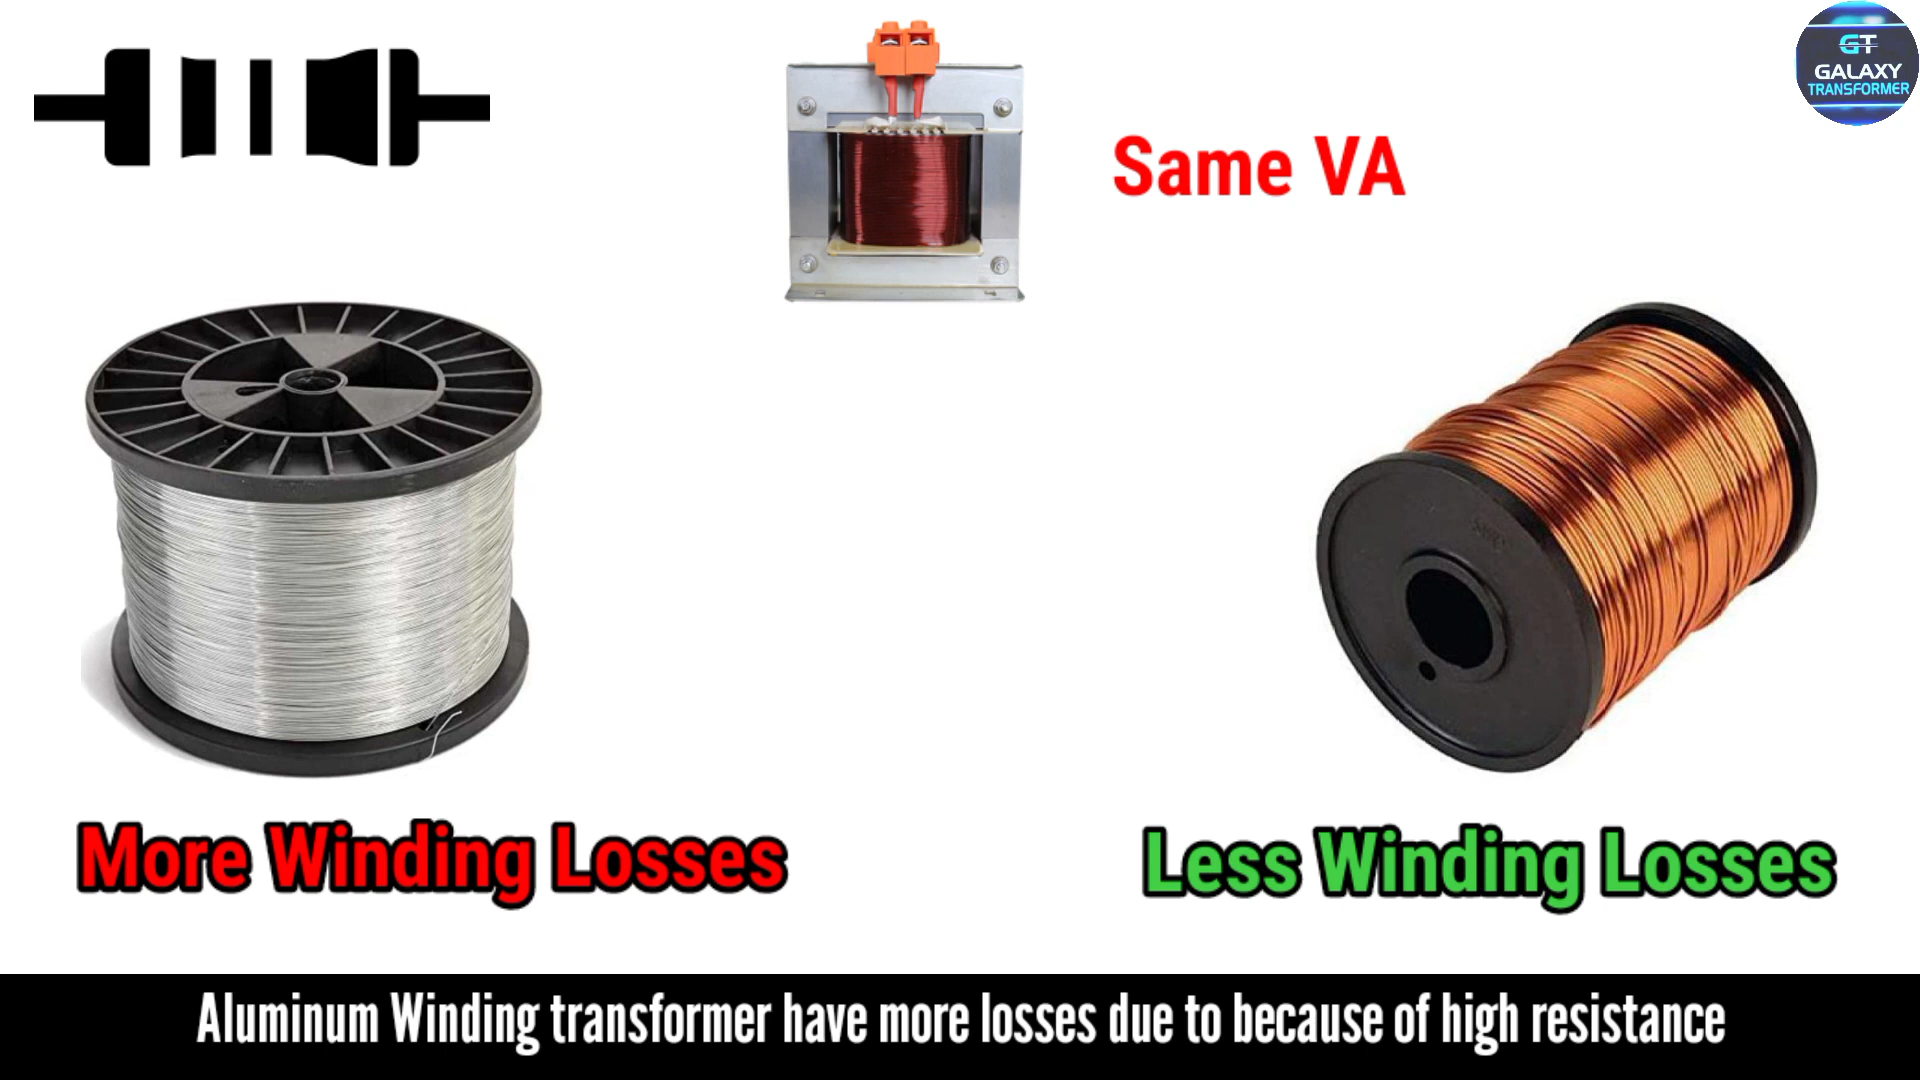 GT
GALAXY
TRANSFORMER
Same VA
More Winding Losses
Less Winding Losses
Aluminum Winding transformer have more losses due to because of high resistance